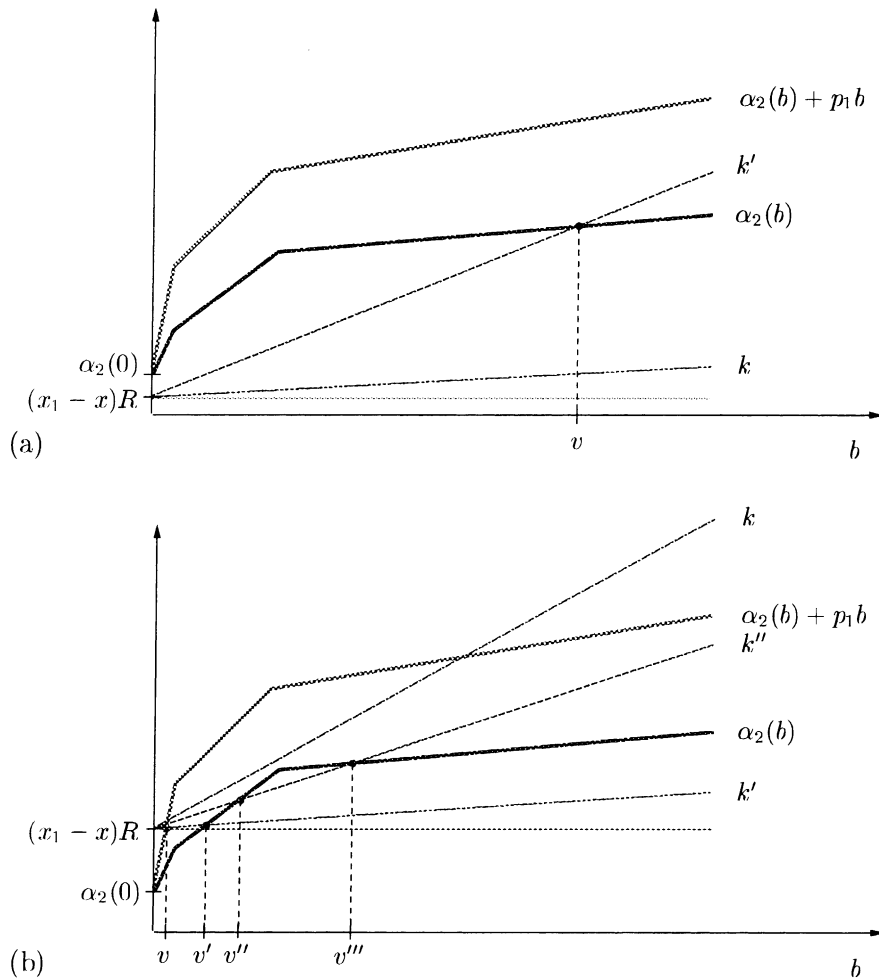 α₂(b) + p₁b
k′
α₂(b)
α₂(0)
k
(x₁ − x)R
(a)
v
b
k
α₂(b) + p₁b
k″
α₂(b)
k′
(x₁ − x)R
α₂(0)
(b)
v v′ v″ v‴
b